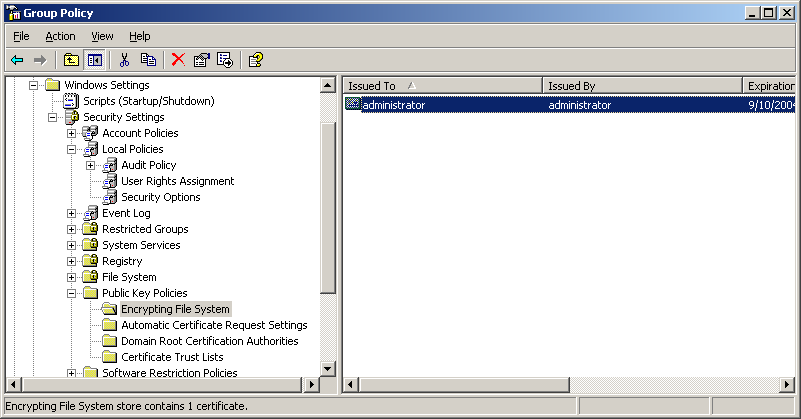 Group Policy
File Action View Help
Windows Settings
Scripts (Startup/Shutdown)
Security Settings
Account Policies
Local Policies
Audit Policy
User Rights Assignment
Security Options
Event Log
Restricted Groups
System Services
Registry
File System
Public Key Policies
Encrypting File System
Automatic Certificate Request Settings
Domain Root Certification Authorities
Certificate Trust Lists
Software Restriction Policies
Issued To Issued By Expiration
administrator administrator 9/10/2004
Encrypting File System store contains 1 certificate.